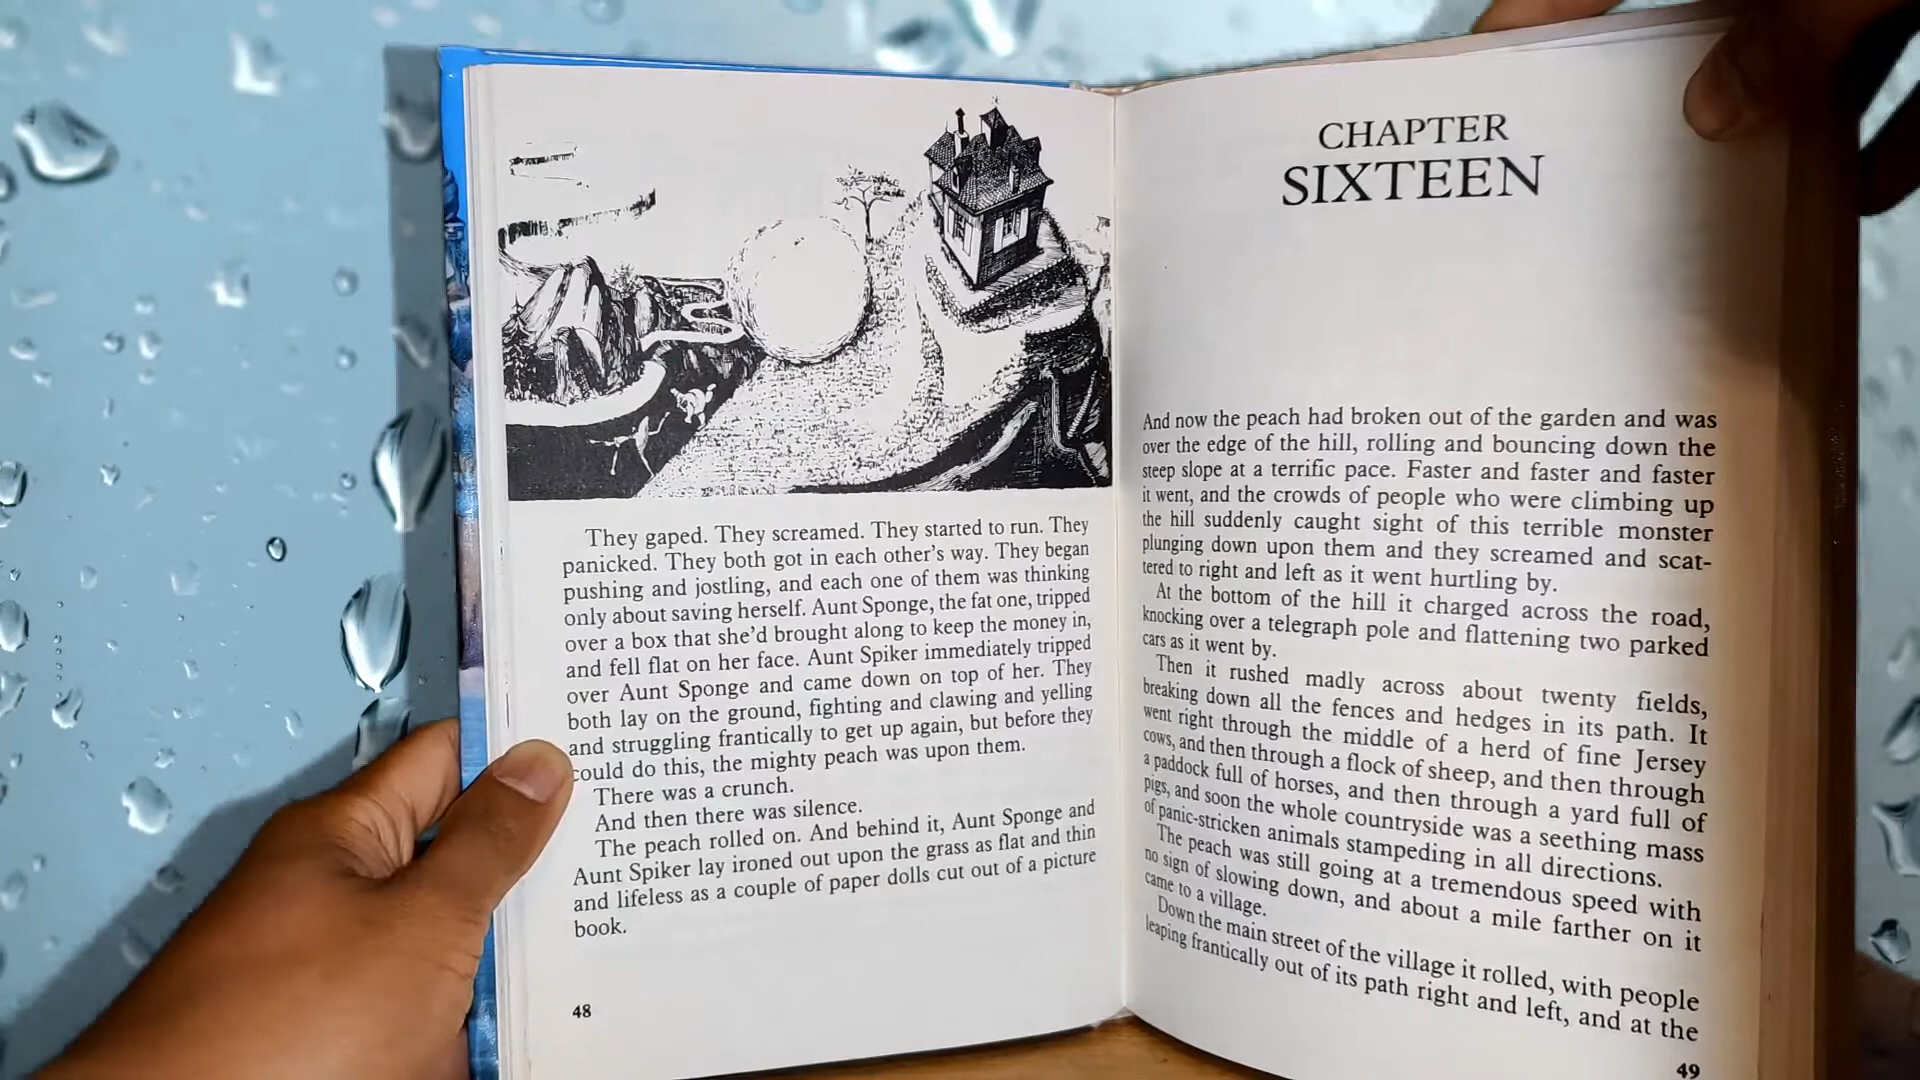 They gaped. They screamed. They started to run. They
panicked. They both got in each other's way. They began
pushing and jostling, and each one of them was thinking
only about saving herself. Aunt Sponge, the fat one, tripped
over a box that she'd brought along to keep the money in,
and fell flat on her face. Aunt Spiker immediately tripped
over Aunt Sponge and came down on top of her. They
both lay on the ground, fighting and clawing and yelling
and struggling frantically to get up again, but before they
could do this, the mighty peach was upon them.
There was a crunch.
And then there was silence.
The peach rolled on. And behind it, Aunt Sponge and
Aunt Spiker lay ironed out upon the grass as flat and thin
and lifeless as a couple of paper dolls cut out of a picture
book.
48
CHAPTER
SIXTEEN
And now the peach had broken out of the garden and was
over the edge of the hill, rolling and bouncing down the
steep slope at a terrific pace. Faster and faster and faster
it went, and the crowds of people who were climbing up
the hill suddenly caught sight of this terrible monster
plunging down upon them and they screamed and scat-
tered to right and left as it went hurtling by.
At the bottom of the hill it charged across the road,
knocking over a telegraph pole and flattening two parked
cars as it went by.
Then it rushed madly across about twenty fields,
breaking down all the fences and hedges in its path. It
went right through the middle of a herd of fine Jersey
cows, and then through a flock of sheep, and then through
a paddock full of horses, and then through a yard full of
pigs, and soon the whole countryside was a seething mass
of panic-stricken animals stampeding in all directions.
The peach was still going at a tremendous speed with
no sign of slowing down, and about a mile farther on it
came to a village.
Down the main street of the village it rolled, with people
leaping frantically out of its path right and left, and at the
49